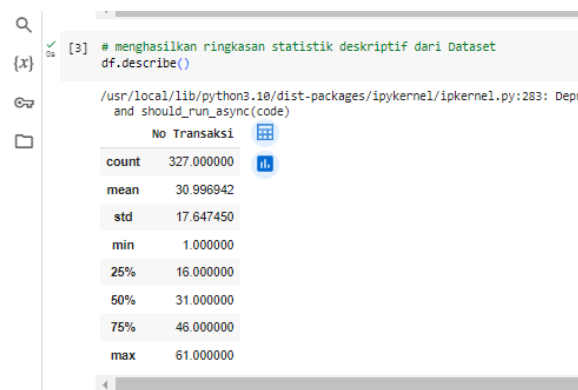 [3] # menghasilkan ringkasan statistik deskriptif dari Dataset
df.describe()
0s
{x}
/usr/local/lib/python3.10/dist-packages/ipykernel/ipkernel.py:283: Depr
and should_run_async(code)
No Transaksi
count 327.000000
mean 30.996942
std 17.647450
min 1.000000
25% 16.000000
50% 31.000000
75% 46.000000
max 61.000000